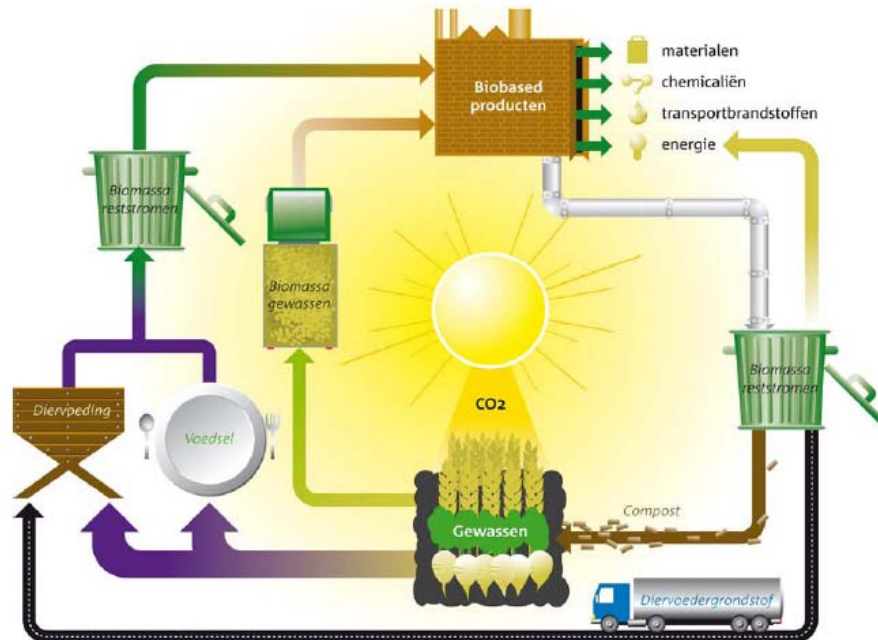 Biobased
producten
materialen
chemicaliën
transportbrandstoffen
energie
Biomassa
reststromen
Biomassa
gewassen
Biomassa
reststromen
Diervoeding
Voedsel
CO2
Gewassen
Compost
Diervoedergrondstof